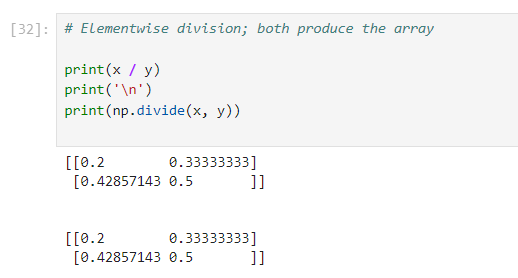 [32]: # Elementwise division; both produce the array
print(x / y)
print('\n')
print(np.divide(x, y))
[[0.2        0.33333333]
 [0.42857143 0.5       ]]
[[0.2        0.33333333]
 [0.42857143 0.5       ]]